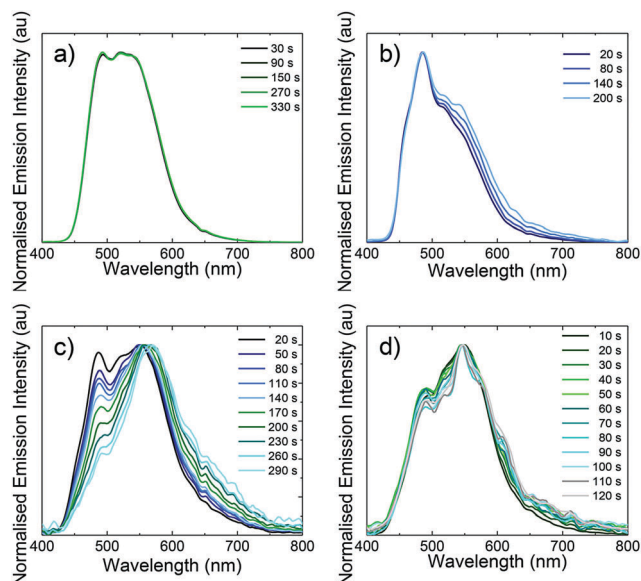 Normalised Emission Intensity (au)
a)
30 s
90 s
150 s
270 s
330 s
400 500 600 700 800
Wavelength (nm)
Normalised Emission Intensity (au)
b)
20 s
80 s
140 s
200 s
400 500 600 700 800
Wavelength (nm)
Normalised Emission Intensity (au)
c)
20 s
50 s
80 s
110 s
140 s
170 s
200 s
230 s
260 s
290 s
400 500 600 700 800
Wavelength (nm)
Normalised Emission Intensity (au)
d)
10 s
20 s
30 s
40 s
50 s
60 s
70 s
80 s
90 s
100 s
110 s
120 s
400 500 600 700 800
Wavelength (nm)